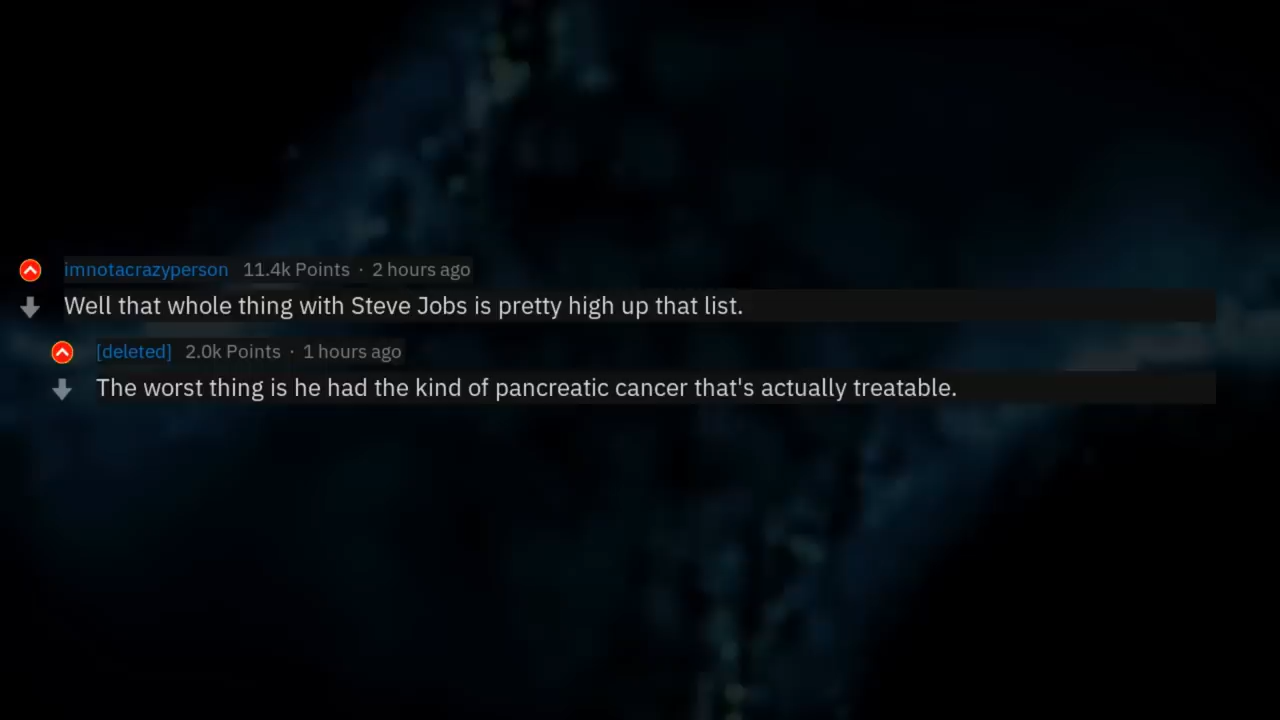 imnotacrazyperson 11.4k Points · 2 hours ago
Well that whole thing with Steve Jobs is pretty high up that list.
[deleted] 2.0k Points · 1 hours ago
The worst thing is he had the kind of pancreatic cancer that's actually treatable.